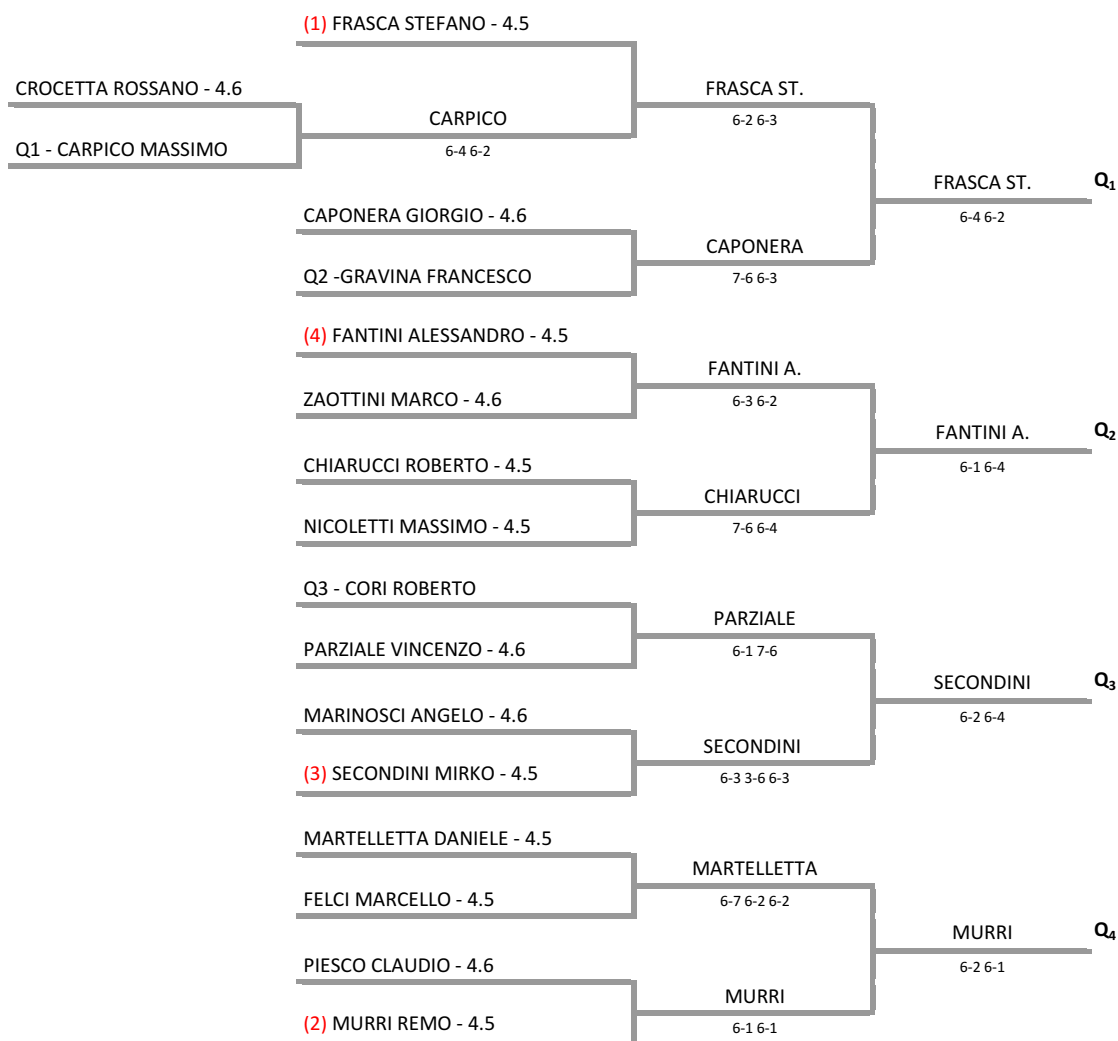 (1) FRASCA STEFANO - 4.5
CROCETTA ROSSANO - 4.6
FRASCA ST.
CARPICO
6-2 6-3
Q1 - CARPICO MASSIMO
6-4 6-2
FRASCA ST.
Q1
CAPONERA GIORGIO - 4.6
6-4 6-2
CAPONERA
Q2 -GRAVINA FRANCESCO
7-6 6-3
(4) FANTINI ALESSANDRO - 4.5
FANTINI A.
ZAOTTINI MARCO - 4.6
6-3 6-2
FANTINI A.
Q2
CHIARUCCI ROBERTO - 4.5
6-1 6-4
CHIARUCCI
NICOLETTI MASSIMO - 4.5
7-6 6-4
Q3 - CORI ROBERTO
PARZIALE
PARZIALE VINCENZO - 4.6
6-1 7-6
SECONDINI
Q3
MARINOSCI ANGELO - 4.6
6-2 6-4
SECONDINI
(3) SECONDINI MIRKO - 4.5
6-3 3-6 6-3
MARTELLETTA DANIELE - 4.5
MARTELLETTA
FELCI MARCELLO - 4.5
6-7 6-2 6-2
MURRI
Q4
PIESCO CLAUDIO - 4.6
6-2 6-1
MURRI
(2) MURRI REMO - 4.5
6-1 6-1